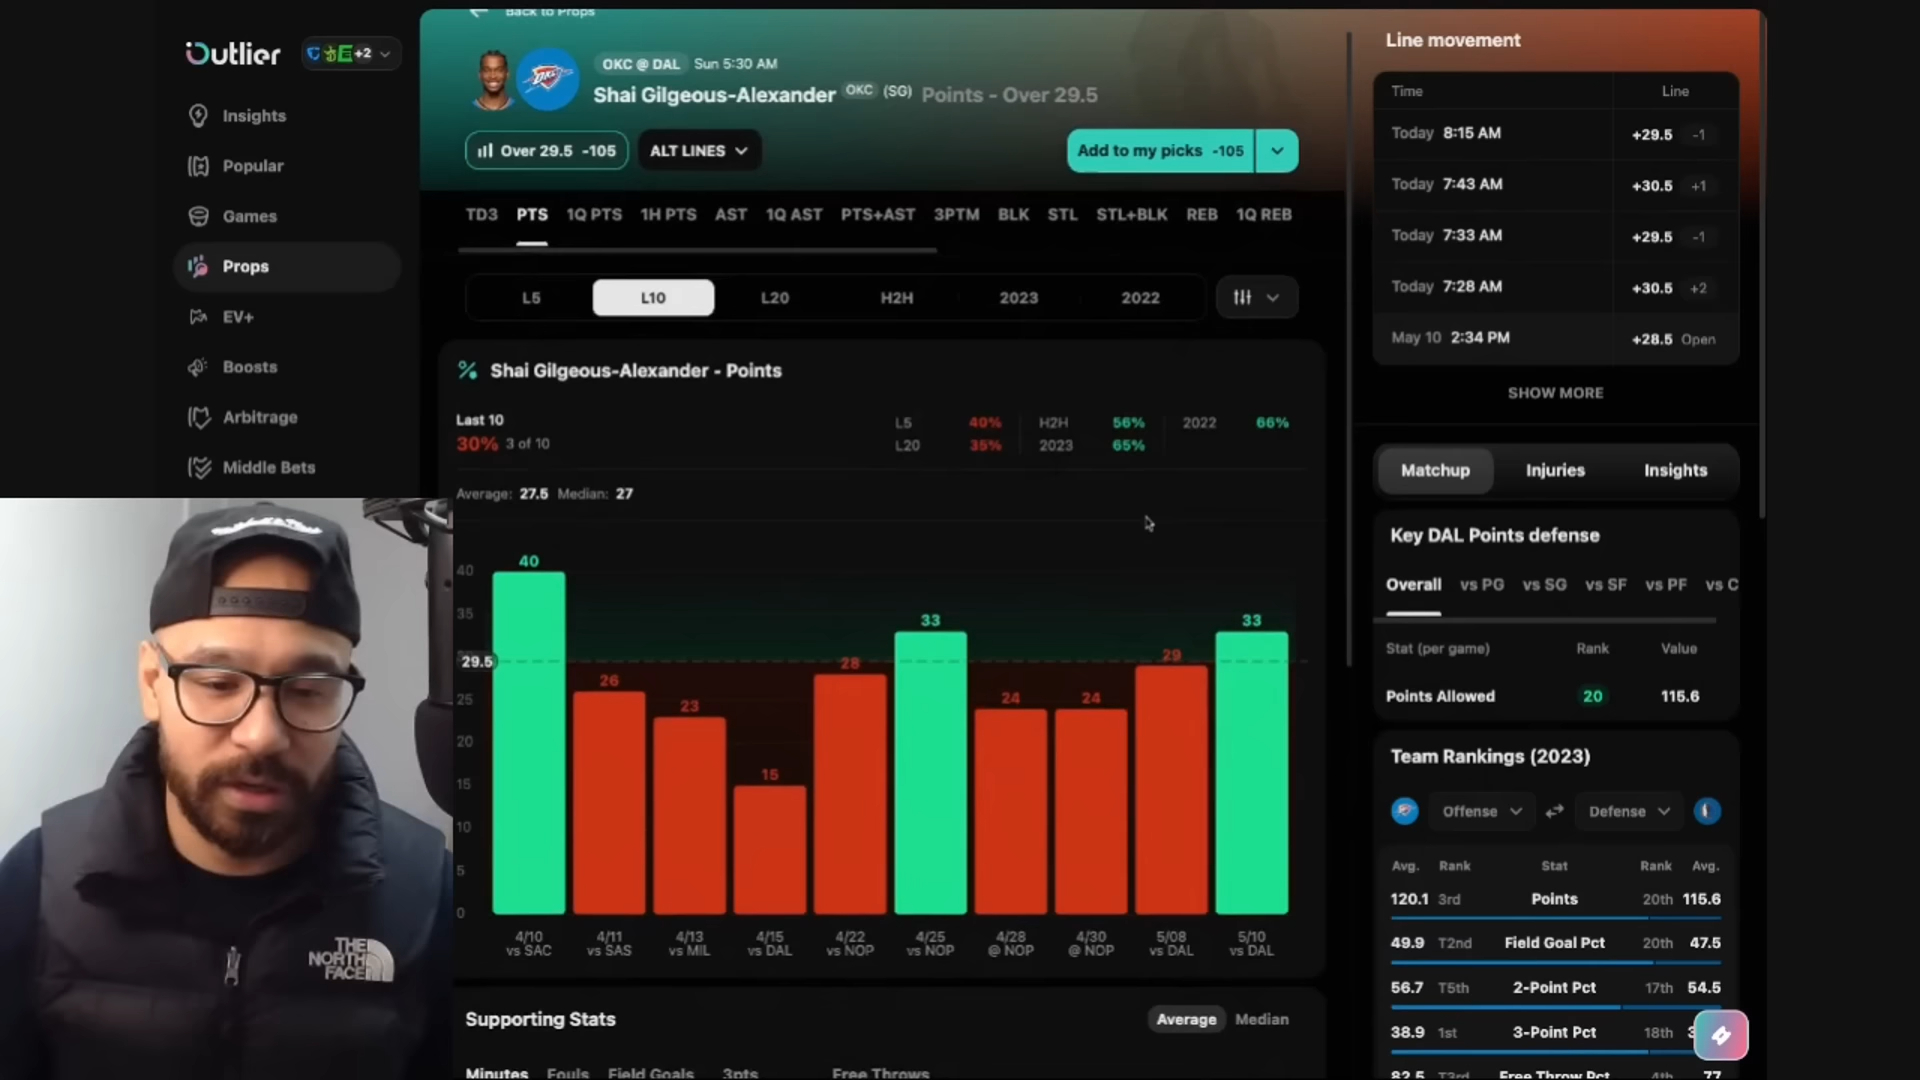 Outlier
+2
Insights
Popular
Games
Props
EV+
Boosts
Arbitrage
Middle Bets
Back to Props
OKC @ DAL Sun 5:30 AM
Shai Gilgeous-Alexander OKC (SG) Points - Over 29.5
Over 29.5 -105
ALT LINES
Add to my picks -105
TD3 PTS 1Q PTS 1H PTS AST 1Q AST PTS+AST 3PTM BLK STL STL+BLK REB 1Q REB
L5 L10 L20 H2H 2023 2022
Shai Gilgeous-Alexander - Points
Last 10
30% 3 of 10
L5 40% H2H 56% 2022 66%
L20 35% 2023 65%
Average: 27.5 Median: 27
40
35
29.5
25
20
15
10
5
0
40
26
23
15
28
33
24
24
29
33
4/10 4/11 4/13 4/15 4/22 4/25 4/28 4/30 5/08 5/10
vs SAC vs SAS vs MIL vs DAL vs NOP vs NOP @ NOP @ NOP vs DAL vs DAL
Supporting Stats
Average Median
Minutes Fouls Field Goals 3pts Free Throws
Line movement
Time Line
Today 8:15 AM +29.5 -1
Today 7:43 AM +30.5 +1
Today 7:33 AM +29.5 -1
Today 7:28 AM +30.5 +2
May 10 2:34 PM +28.5 Open
SHOW MORE
Matchup Injuries Insights
Key DAL Points defense
Overall vs PG vs SG vs SF vs PF vs C
Stat (per game) Rank Value
Points Allowed 20 115.6
Team Rankings (2023)
Offense Defense
Avg. Rank Stat Rank Avg.
120.1 3rd Points 20th 115.6
49.9 T2nd Field Goal Pct 20th 47.5
56.7 T5th 2-Point Pct 17th 54.5
38.9 1st 3-Point Pct 18th
82.5 T3rd Free Throw Pct 4th 77
THE
NORTH
FACE